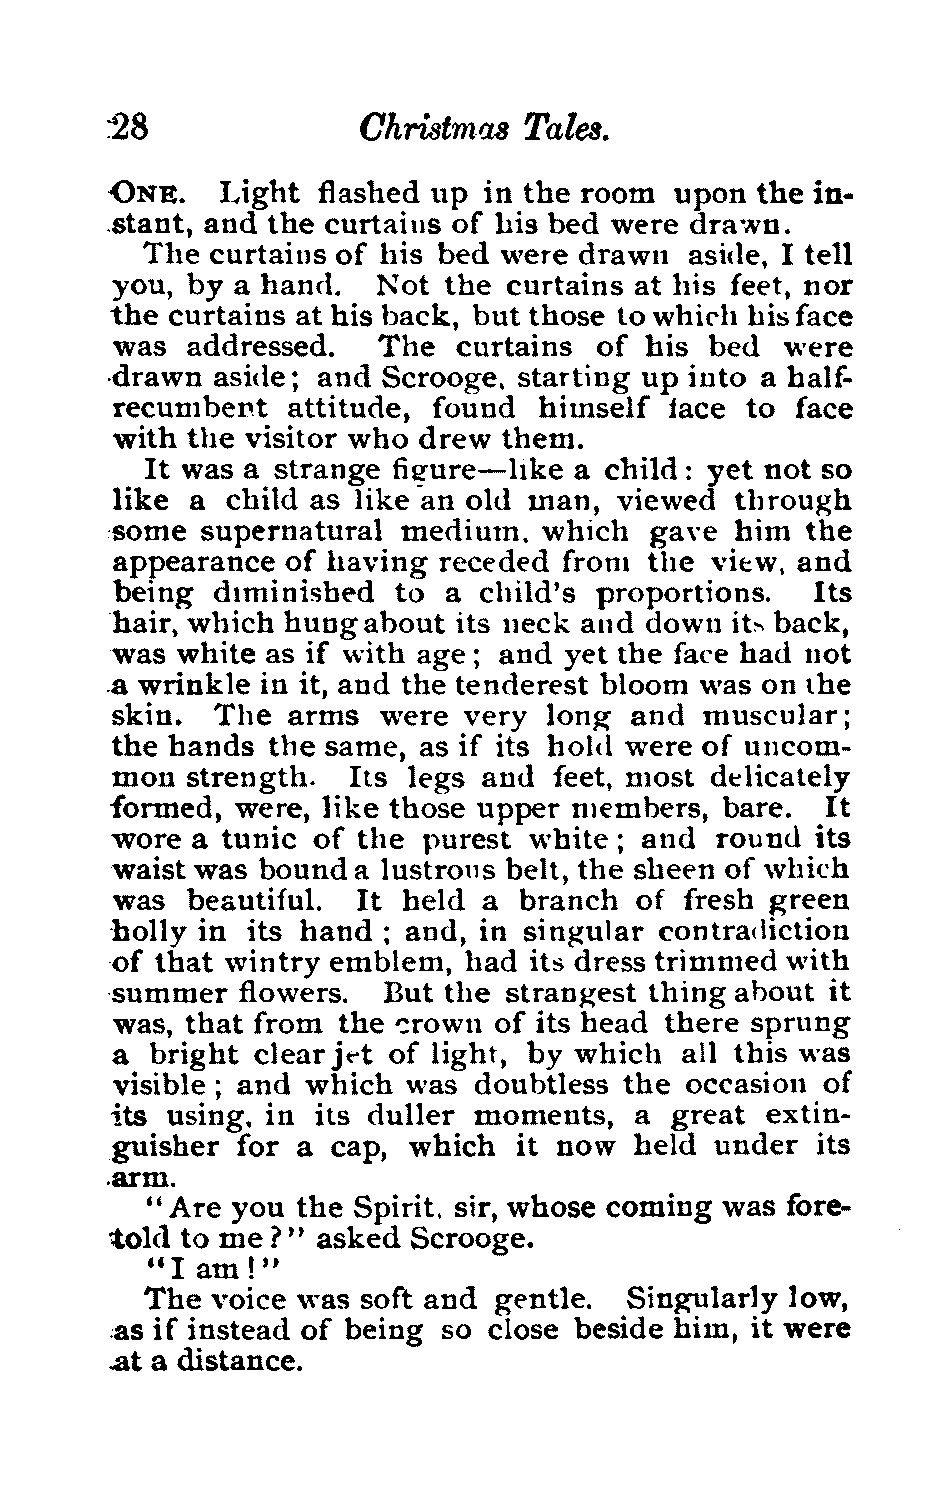 28 Christmas Tales.
ONE. Light flashed up in the room upon the in-
stant, and the curtains of his bed were drawn.
The curtains of his bed were drawn aside, I tell
you, by a hand. Not the curtains at his feet, nor
the curtains at his back, but those to which his face
was addressed. The curtains of his bed were
drawn aside; and Scrooge, starting up into a half-
recumbent attitude, found himself face to face
with the visitor who drew them.
It was a strange figure—like a child: yet not so
like a child as like an old man, viewed through
some supernatural medium, which gave him the
appearance of having receded from the view, and
being diminished to a child's proportions. Its
hair, which hung about its neck and down its back,
was white as if with age; and yet the face had not
a wrinkle in it, and the tenderest bloom was on the
skin. The arms were very long and muscular;
the hands the same, as if its hold were of uncom-
mon strength. Its legs and feet, most delicately
formed, were, like those upper members, bare. It
wore a tunic of the purest white; and round its
waist was bound a lustrous belt, the sheen of which
was beautiful. It held a branch of fresh green
holly in its hand; and, in singular contradiction
of that wintry emblem, had its dress trimmed with
summer flowers. But the strangest thing about it
was, that from the crown of its head there sprung
a bright clear jet of light, by which all this was
visible; and which was doubtless the occasion of
its using, in its duller moments, a great extin-
guisher for a cap, which it now held under its
arm.
"Are you the Spirit, sir, whose coming was fore-
told to me?" asked Scrooge.
"I am!"
The voice was soft and gentle. Singularly low,
as if instead of being so close beside him, it were
at a distance.